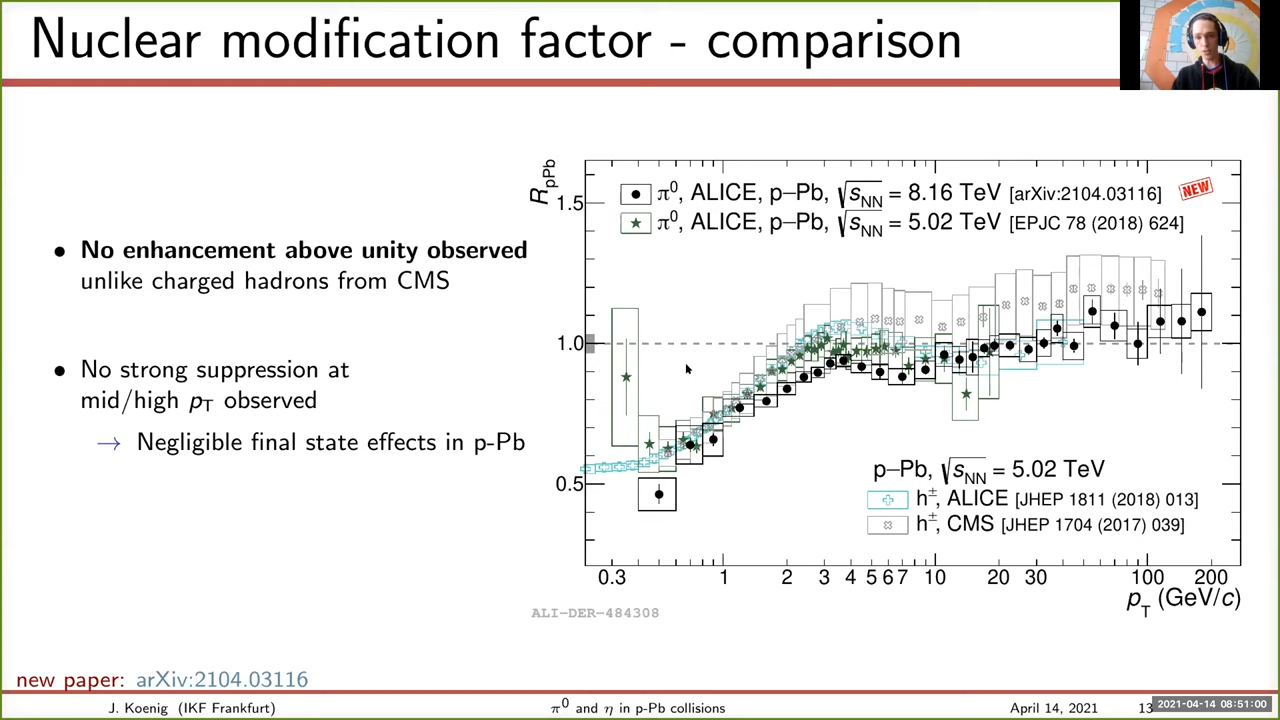 Nuclear modification factor - comparison
• No enhancement above unity observed
unlike charged hadrons from CMS
• No strong suppression at
mid/high pT observed
→ Negligible final state effects in p-Pb
RpPb
π⁰, ALICE, p–Pb, √sNN = 8.16 TeV [arXiv:2104.03116] NEW
π⁰, ALICE, p–Pb, √sNN = 5.02 TeV [EPJC 78 (2018) 624]
1.5
1.0
0.5
p–Pb, √sNN = 5.02 TeV
h±, ALICE [JHEP 1811 (2018) 013]
h±, CMS [JHEP 1704 (2017) 039]
0.3 1 2 3 4 5 6 7 10 20 30 100 200
pT (GeV/c)
ALI-DER-484308
new paper: arXiv:2104.03116
J. Koenig (IKF Frankfurt) π⁰ and η in p-Pb collisions April 14, 2021 13
2021-04-14 08:51:00